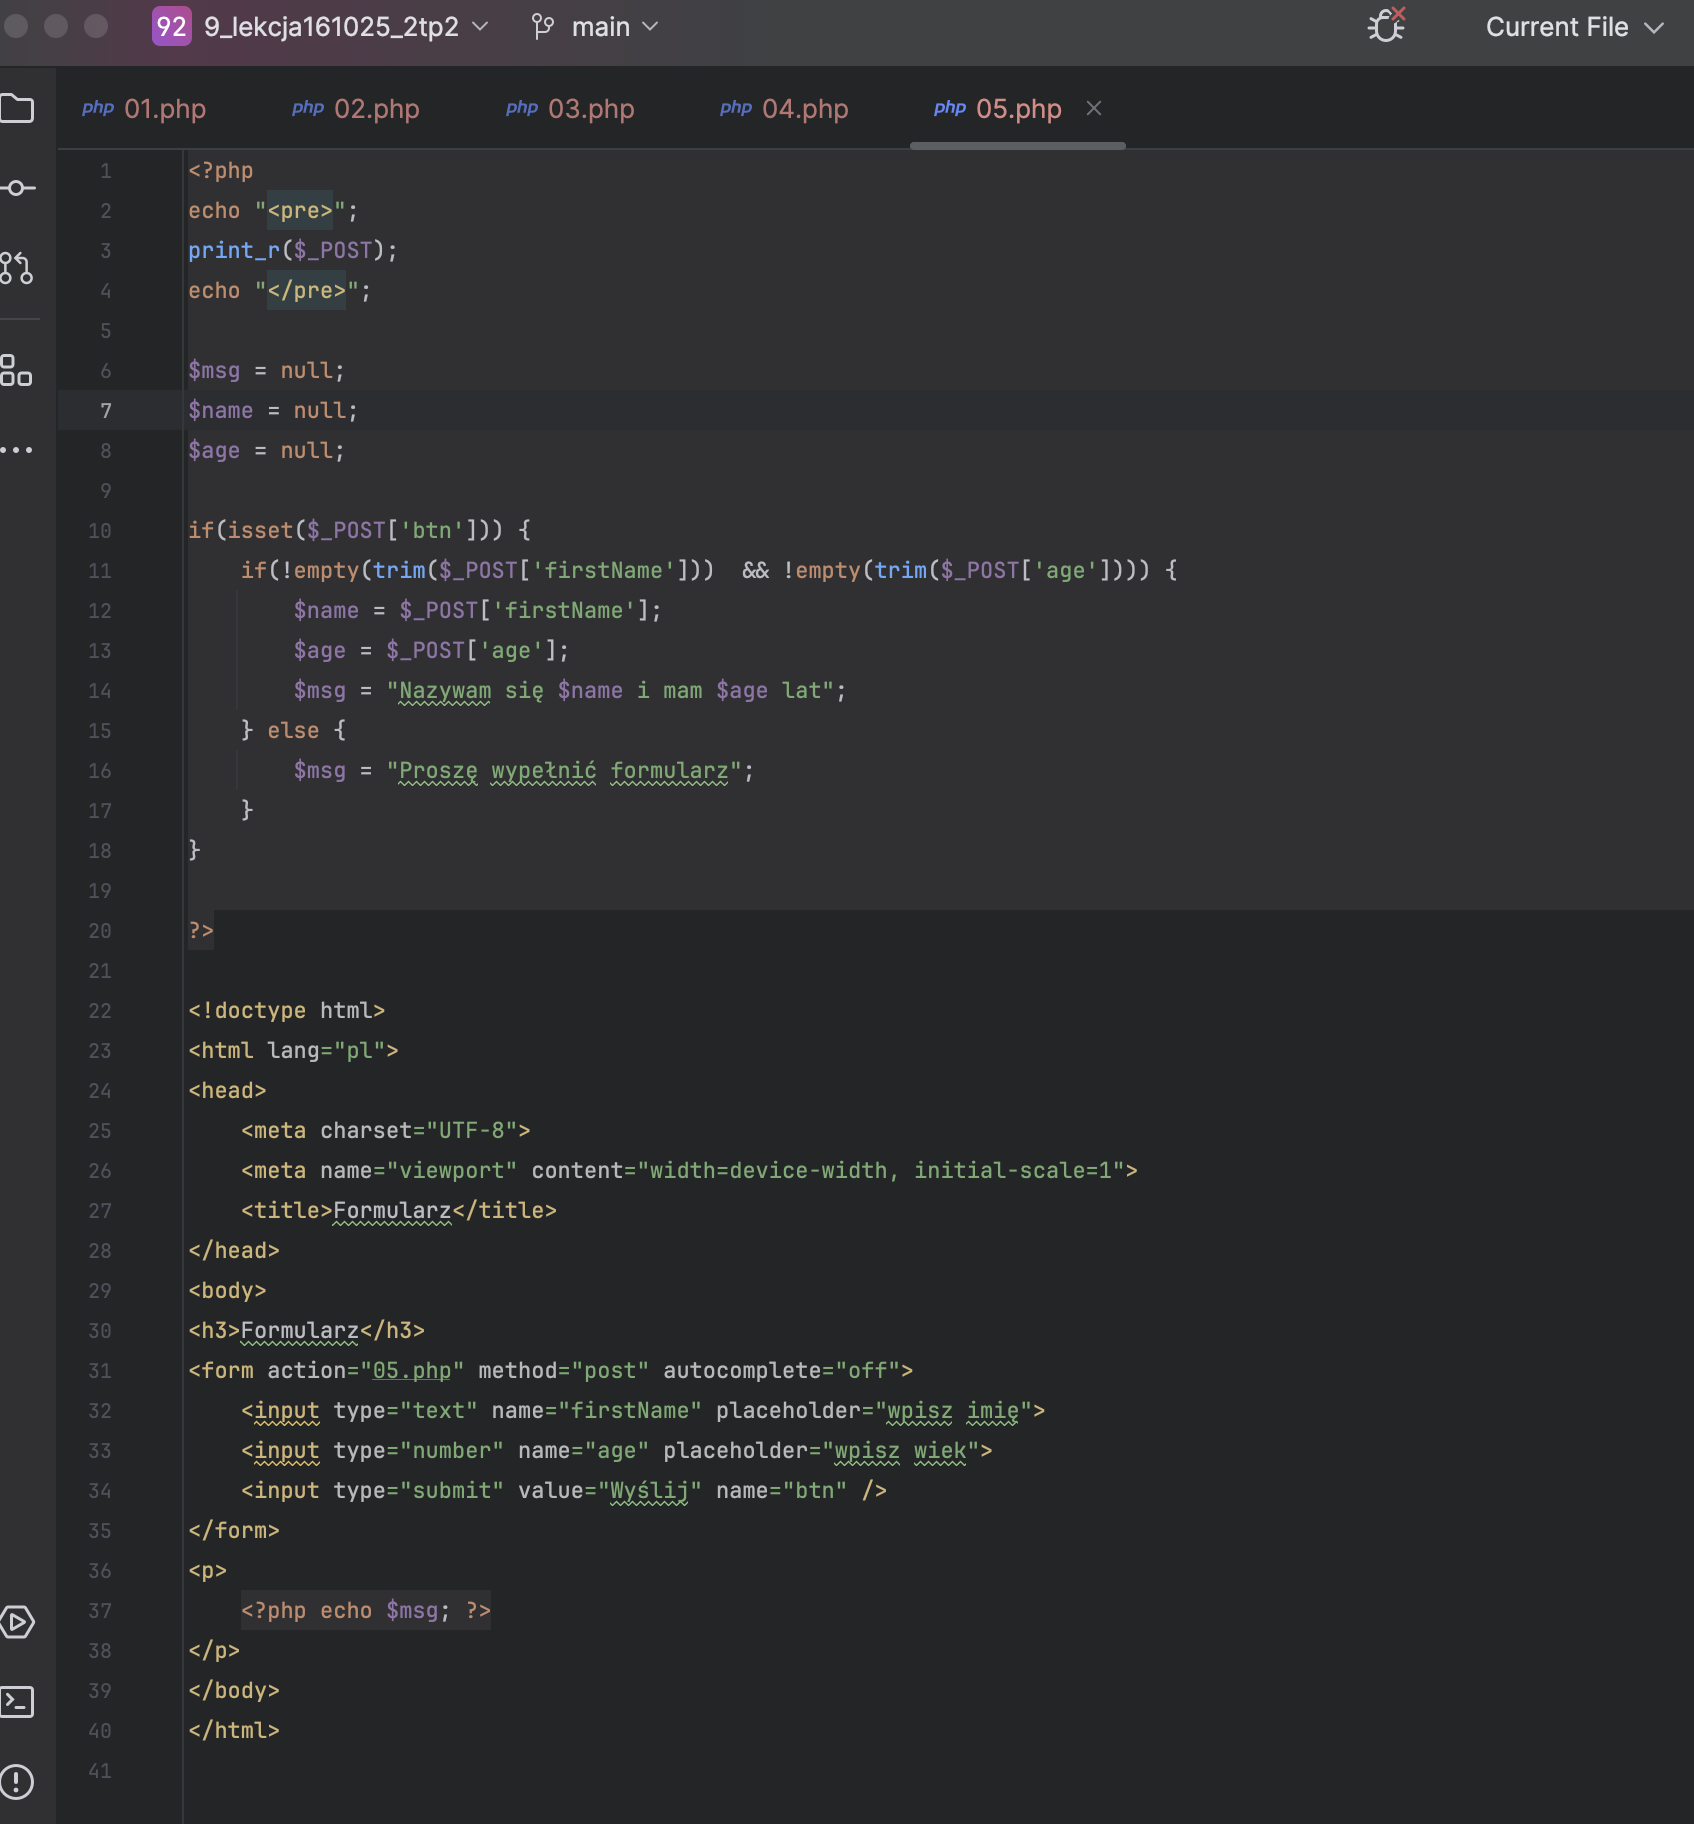 92 9_lekcja161025_2tp2 main Current File
php 01.php php 02.php php 03.php php 04.php php 05.php
1 <?php
2 echo "<pre>";
3 print_r($_POST);
4 echo "</pre>";
5
6 $msg = null;
7 $name = null;
8 $age = null;
9
10 if(isset($_POST['btn'])) {
11     if(!empty(trim($_POST['firstName']))  && !empty(trim($_POST['age']))) {
12         $name = $_POST['firstName'];
13         $age = $_POST['age'];
14         $msg = "Nazywam się $name i mam $age lat";
15     } else {
16         $msg = "Proszę wypełnić formularz";
17     }
18 }
19
20 ?>
21
22 <!doctype html>
23 <html lang="pl">
24 <head>
25     <meta charset="UTF-8">
26     <meta name="viewport" content="width=device-width, initial-scale=1">
27     <title>Formularz</title>
28 </head>
29 <body>
30 <h3>Formularz</h3>
31 <form action="05.php" method="post" autocomplete="off">
32     <input type="text" name="firstName" placeholder="wpisz imię">
33     <input type="number" name="age" placeholder="wpisz wiek">
34     <input type="submit" value="Wyślij" name="btn" />
35 </form>
36 <p>
37     <?php echo $msg; ?>
38 </p>
39 </body>
40 </html>
41